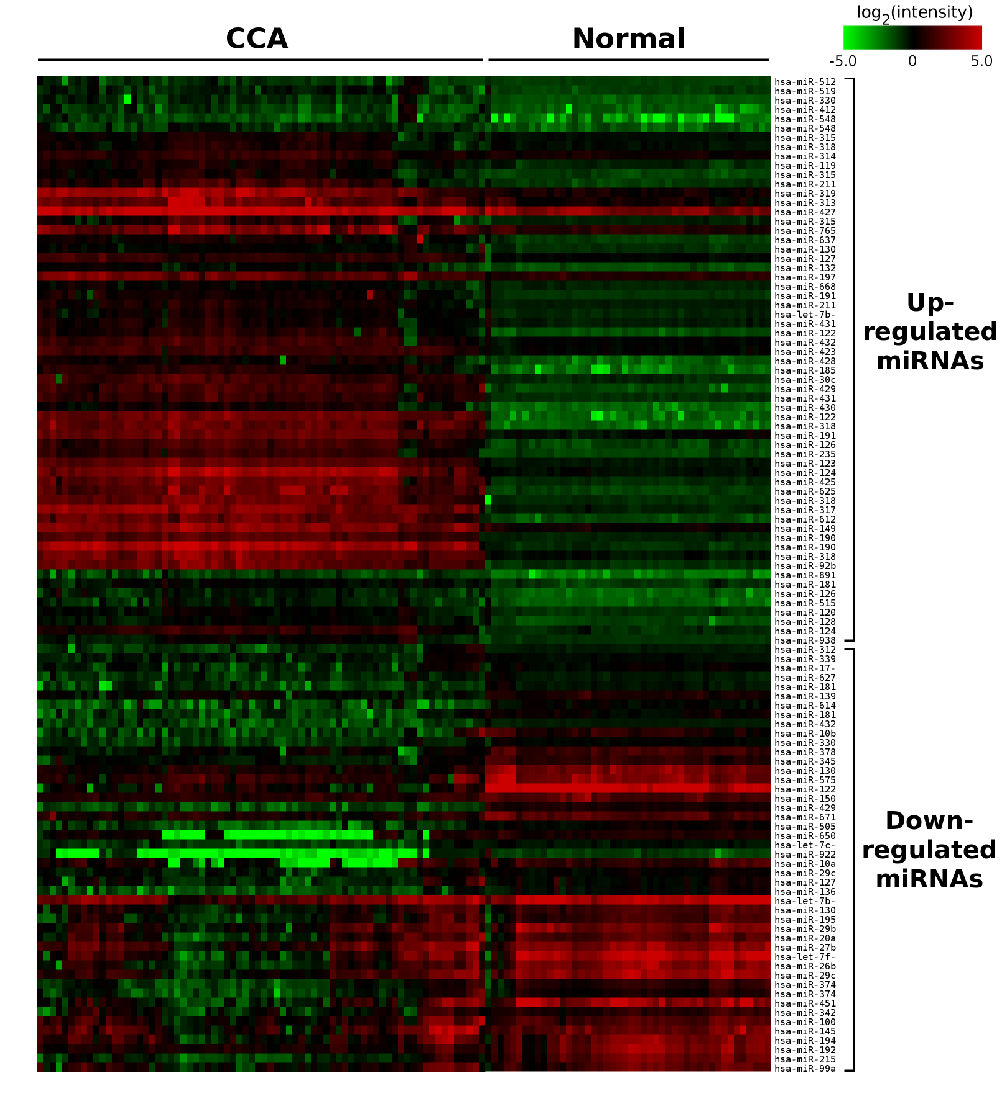 log2(intensity)
CCA
Normal
-5.0 0 5.0
hsa-miR-512
hsa-miR-519
hsa-miR-330
hsa-miR-412
hsa-miR-548
hsa-miR-548
hsa-miR-315
hsa-miR-318
hsa-miR-314
hsa-miR-119
hsa-miR-315
hsa-miR-211
hsa-miR-319
hsa-miR-313
hsa-miR-427
hsa-miR-315
hsa-miR-765
hsa-miR-637
hsa-miR-130
hsa-miR-127
hsa-miR-132
hsa-miR-197
hsa-miR-668
hsa-miR-191
hsa-miR-211
hsa-let-7b-
hsa-miR-431
hsa-miR-122
hsa-miR-432
hsa-miR-423
hsa-miR-428
hsa-miR-185
hsa-miR-30c
hsa-miR-429
hsa-miR-431
hsa-miR-430
hsa-miR-122
hsa-miR-318
hsa-miR-191
hsa-miR-126
hsa-miR-235
hsa-miR-123
hsa-miR-124
hsa-miR-425
hsa-miR-625
hsa-miR-318
hsa-miR-317
hsa-miR-612
hsa-miR-149
hsa-miR-190
hsa-miR-190
hsa-miR-318
hsa-miR-92b
hsa-miR-891
hsa-miR-181
hsa-miR-126
hsa-miR-515
hsa-miR-120
hsa-miR-128
hsa-miR-124
hsa-miR-938
Up-
regulated
miRNAs
hsa-miR-312
hsa-miR-339
hsa-miR-17-
hsa-miR-627
hsa-miR-181
hsa-miR-139
hsa-miR-614
hsa-miR-181
hsa-miR-432
hsa-miR-10b
hsa-miR-330
hsa-miR-378
hsa-miR-345
hsa-miR-130
hsa-miR-575
hsa-miR-122
hsa-miR-150
hsa-miR-429
hsa-miR-671
hsa-miR-505
hsa-miR-650
hsa-let-7c-
hsa-miR-922
hsa-miR-10a
hsa-miR-29c
hsa-miR-127
hsa-miR-136
hsa-let-7b-
hsa-miR-130
hsa-miR-195
hsa-miR-29b
hsa-miR-20a
hsa-miR-27b
hsa-let-7f-
hsa-miR-26b
hsa-miR-29c
hsa-miR-374
hsa-miR-374
hsa-miR-451
hsa-miR-342
hsa-miR-100
hsa-miR-145
hsa-miR-194
hsa-miR-192
hsa-miR-215
hsa-miR-99a
Down-
regulated
miRNAs